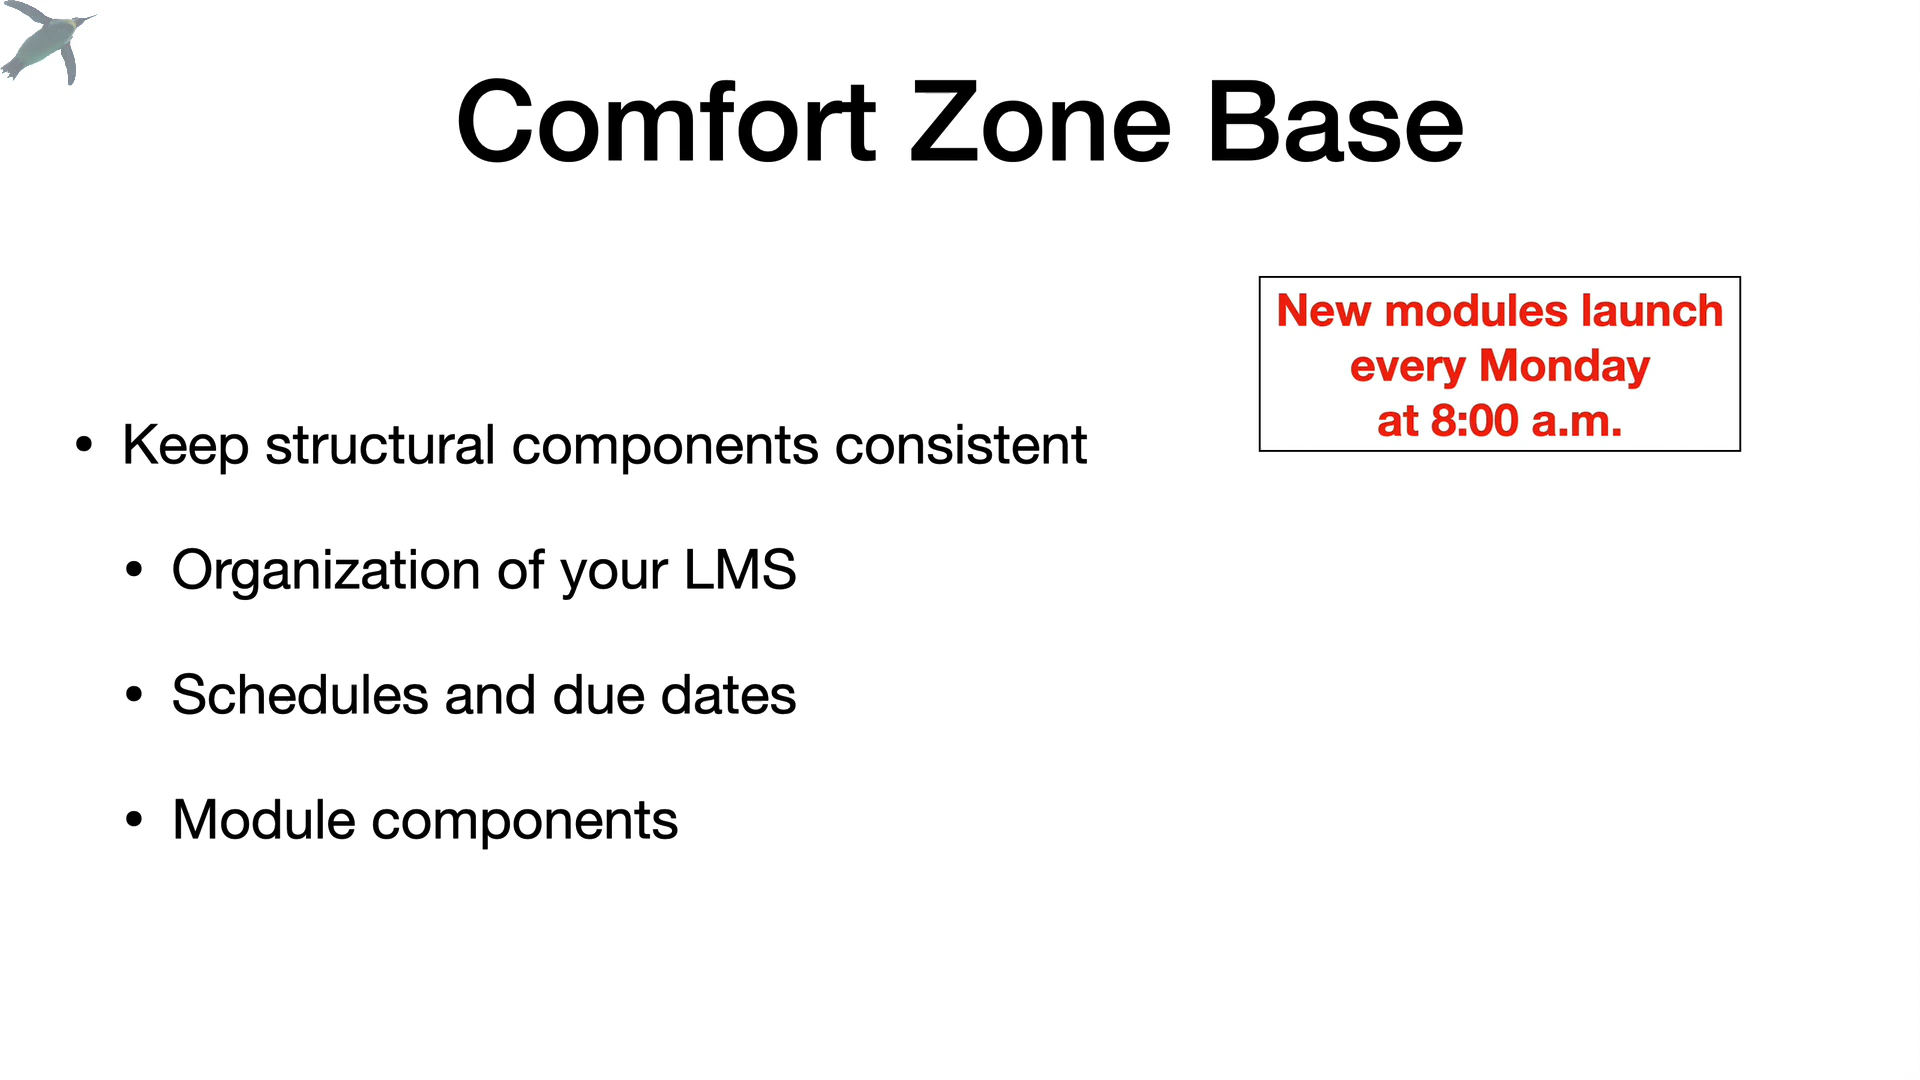 Comfort Zone Base
New modules launch
every Monday
at 8:00 a.m.
• Keep structural components consistent
• Organization of your LMS
• Schedules and due dates
• Module components